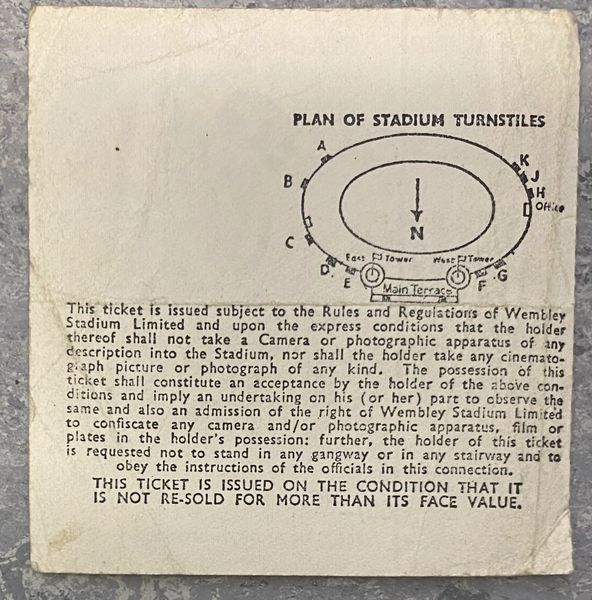 PLAN OF STADIUM TURNSTILES
A
B
C
D
E
K
J
H
Office
N
East Tower
West Tower
G
F
Main Terrace
This ticket is issued subject to the Rules and Regulations of Wembley
Stadium Limited and upon the express conditions that the holder
thereof shall not take a Camera or photographic apparatus of any
description into the Stadium, nor shall the holder take any cinemato-
graph picture or photograph of any kind. The possession of this
ticket shall constitute an acceptance by the holder of the above con-
ditions and imply an undertaking on his (or her) part to observe the
same and also an admission of the right of Wembley Stadium Limited
to confiscate any camera and/or photographic apparatus, film or
plates in the holder's possession: further, the holder of this ticket
is requested not to stand in any gangway or in any stairway and to
obey the instructions of the officials in this connection.
THIS TICKET IS ISSUED ON THE CONDITION THAT IT
IS NOT RE-SOLD FOR MORE THAN ITS FACE VALUE.